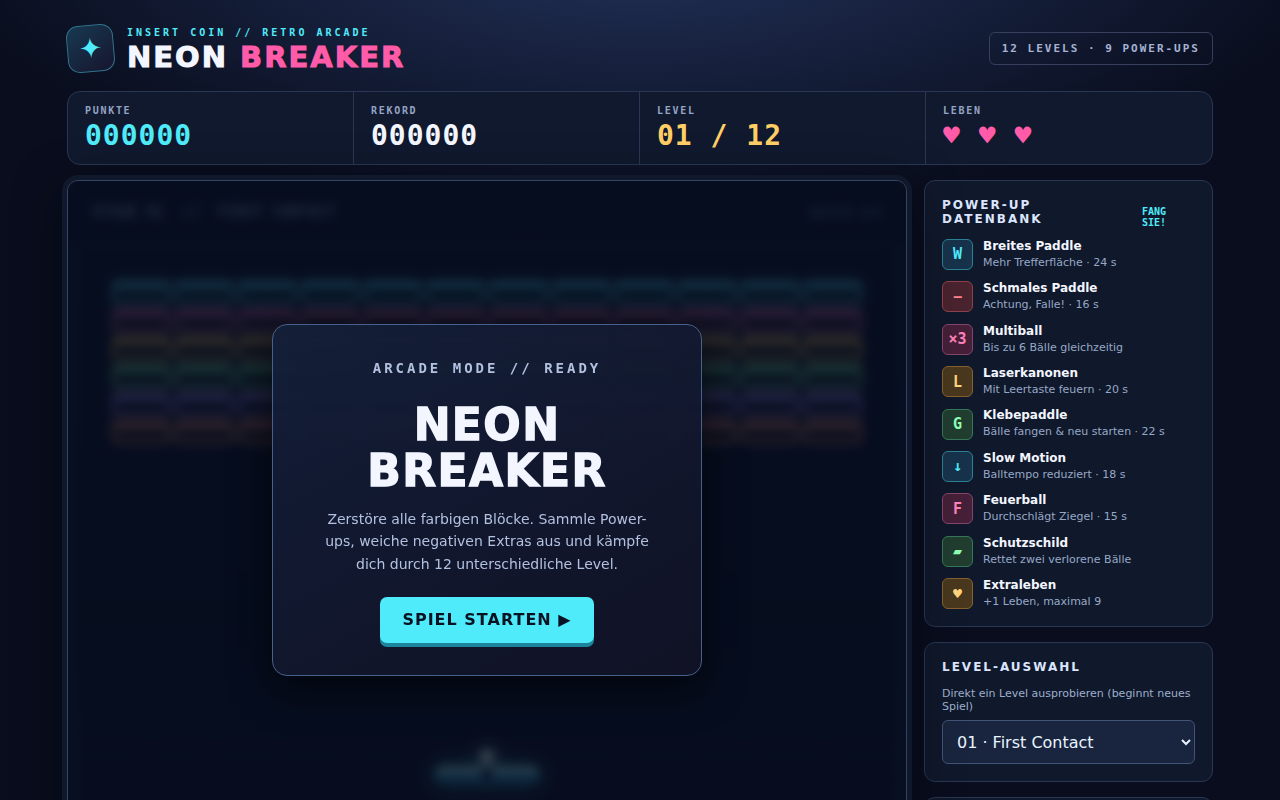 INSERT COIN // RETRO ARCADE
NEON BREAKER
12 LEVELS · 9 POWER-UPS
PUNKTE
000000
REKORD
000000
LEVEL
01 / 12
LEBEN
♥ ♥ ♥
ARCADE MODE // READY
NEON
BREAKER
Zerstöre alle farbigen Blöcke. Sammle Power-
ups, weiche negativen Extras aus und kämpfe
dich durch 12 unterschiedliche Level.
SPIEL STARTEN ▶
POWER-UP
DATENBANK
FANG
SIE!
W
Breites Paddle
Mehr Trefferfläche · 24 s
−
Schmales Paddle
Achtung, Falle! · 16 s
×3
Multiball
Bis zu 6 Bälle gleichzeitig
L
Laserkanonen
Mit Leertaste feuern · 20 s
G
Klebepaddle
Bälle fangen & neu starten · 22 s
↓
Slow Motion
Balltempo reduziert · 18 s
F
Feuerball
Durchschlägt Ziegel · 15 s
▰
Schutzschild
Rettet zwei verlorene Bälle
♥
Extraleben
+1 Leben, maximal 9
LEVEL-AUSWAHL
Direkt ein Level ausprobieren (beginnt neues
Spiel)
01 · First Contact